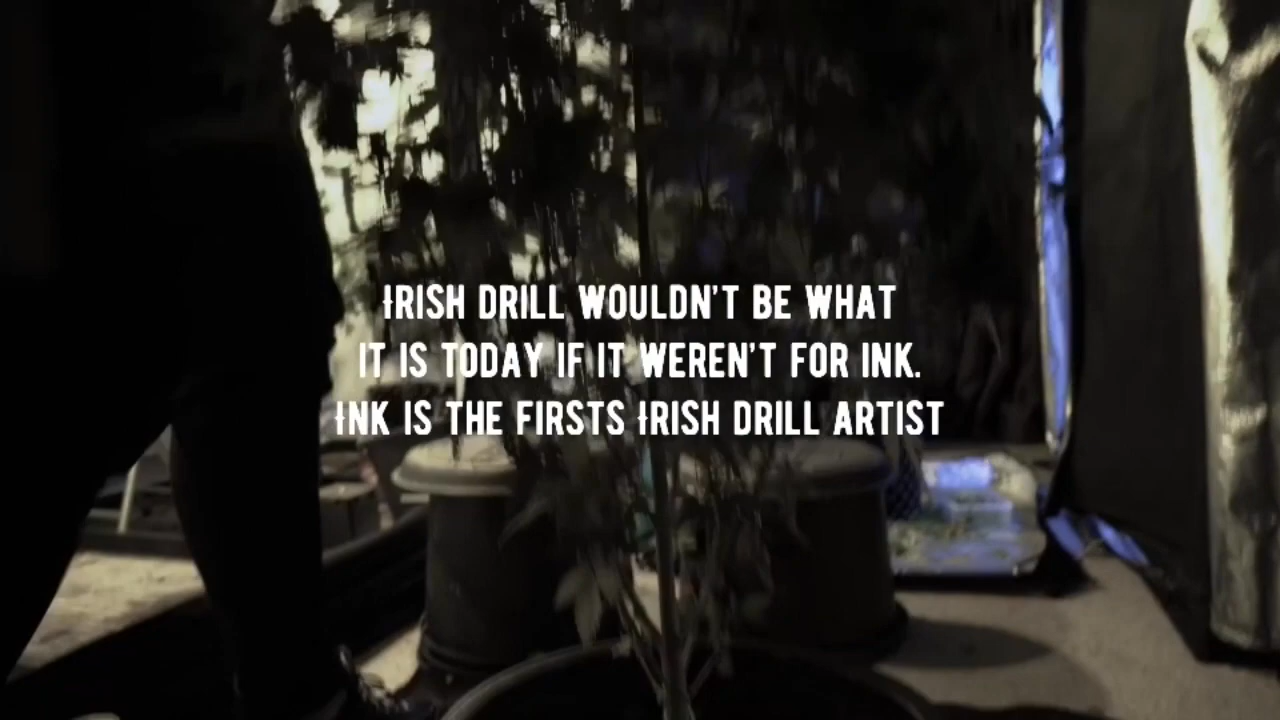 Irish drill wouldn't be what
it is today if it weren't for ink.
Ink is the firsts Irish drill artist